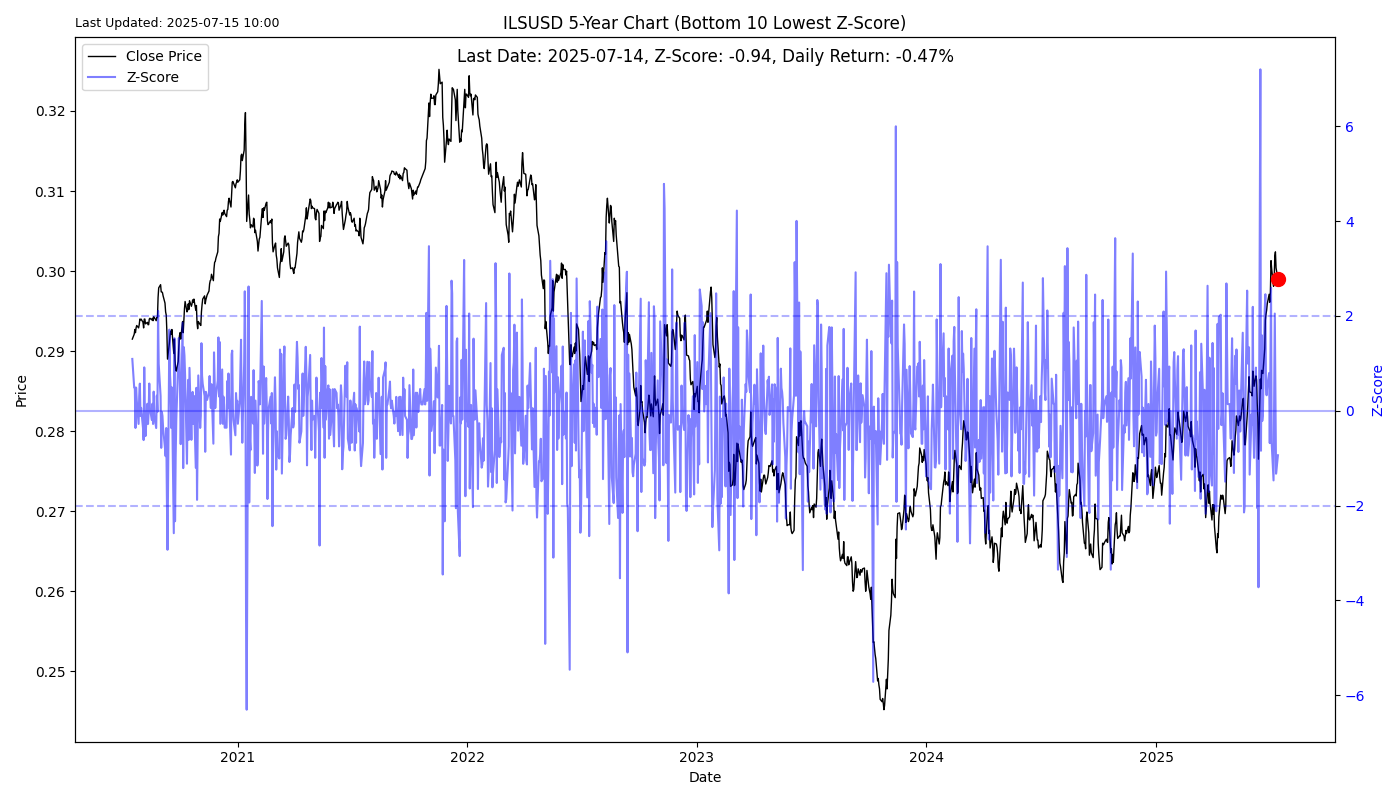 Last Updated: 2025-07-15 10:00
ILSUSD 5-Year Chart (Bottom 10 Lowest Z-Score)
Last Date: 2025-07-14, Z-Score: -0.94, Daily Return: -0.47%
Close Price
Z-Score
0.32
0.31
0.30
0.29
0.28
0.27
0.26
0.25
Price
6
4
2
0
−2
−4
−6
Z-Score
2021
2022
2023
2024
2025
Date